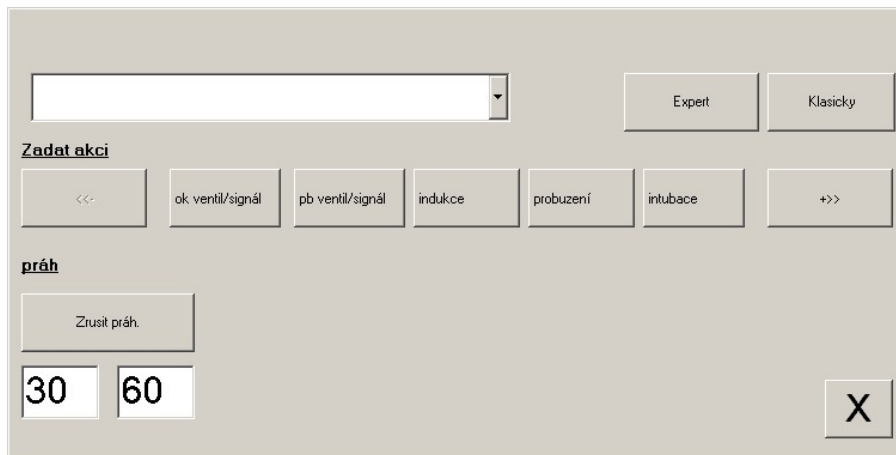 Expert
Klasicky
Zadat akci
<<-
ok ventil/signál
pb ventil/signál
indukce
probuzení
intubace
+>>
práh
Zrusit práh.
30
60
X